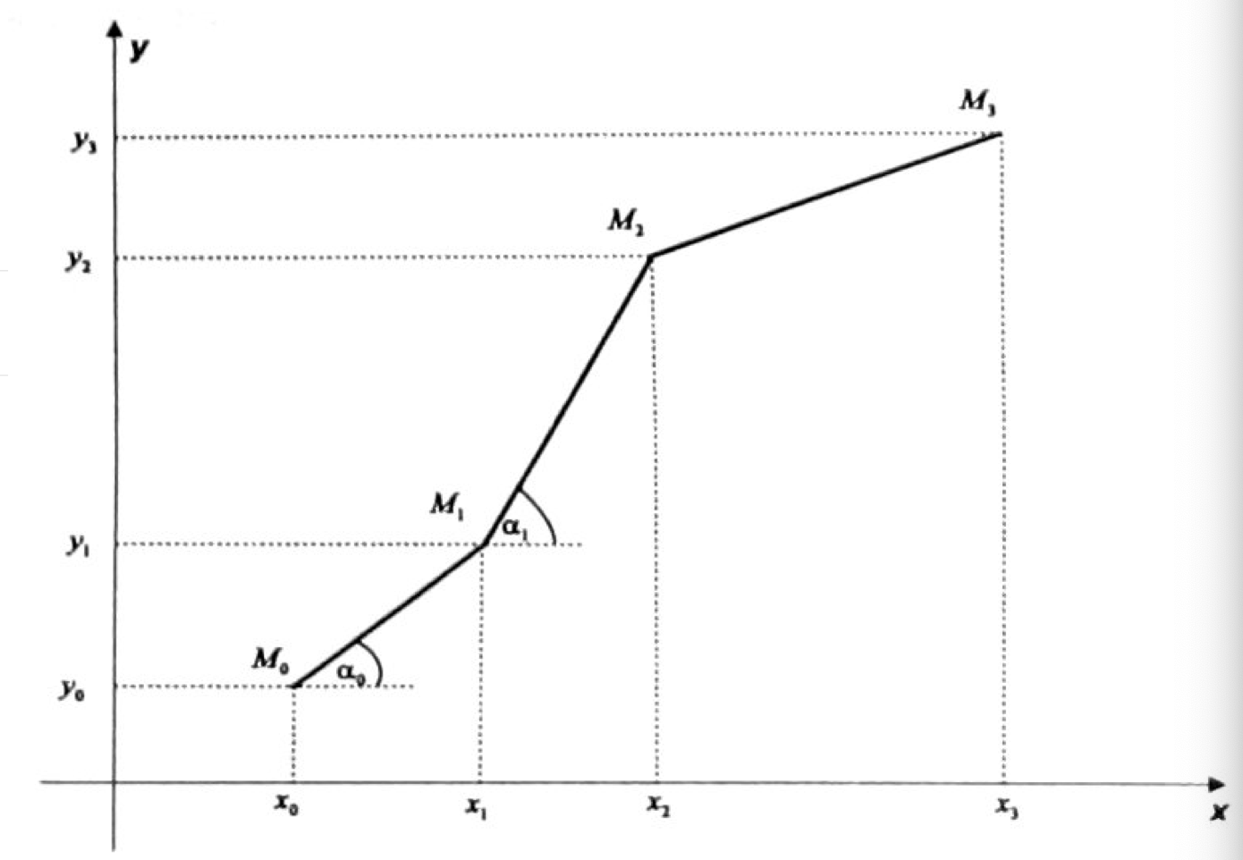 y
M₃
y₃
M₂
y₂
M₁
α₁
y₁
M₀
α₀
y₀
x₀ x₁ x₂ x₃
x